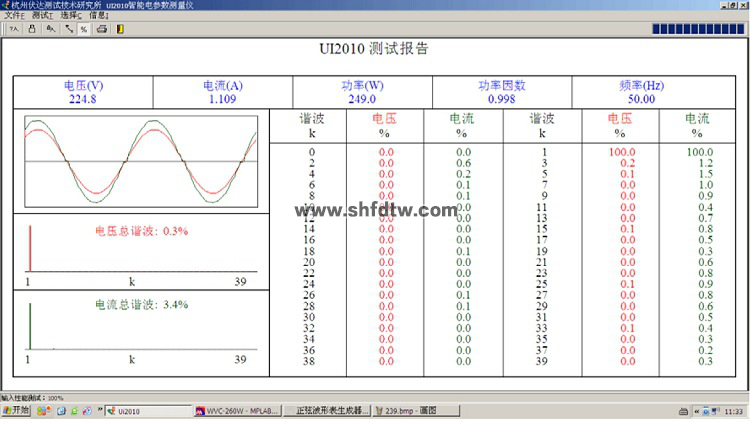 杭州伏达测试技术研究所 UI2010智能电参数测量仪
文件F 测试T 选择C 信息I
UI2010 测试报告
电压(V) 电流(A) 功率(W) 功率因数 频率(Hz)
224.8 1.109 249.0 0.998 50.00
谐波 电压 电流 谐波 电压 电流
k % % k % %
0 0.0 0.0 1 100.0 100.0
2 0.0 0.6 3 0.2 1.2
4 0.0 0.2 5 0.1 1.5
6 0.0 0.1 7 0.0 1.0
8 0.0 0.1 9 0.0 0.9
10 0.0 0.0 11 0.0 0.4
www.shfdtw.com
12 0.0 0.0 13 0.0 0.7
14 0.0 0.0 15 0.1 0.8
16 0.0 0.0 17 0.0 0.5
18 0.0 0.1 19 0.0 0.3
20 0.0 0.0 21 0.0 0.6
22 0.0 0.0 23 0.0 0.8
24 0.0 0.0 25 0.1 0.9
26 0.0 0.1 27 0.0 0.8
28 0.0 0.1 29 0.0 0.6
30 0.0 0.0 31 0.0 0.5
32 0.0 0.0 33 0.1 0.4
34 0.0 0.0 35 0.0 0.3
36 0.0 0.0 37 0.0 0.2
38 0.0 0.0 39 0.0 0.3
电压总谐波: 0.3%
1 k 39
电流总谐波: 3.4%
1 k 39
输入性能测试: 100%
开始 Ui2010 WVC-260W - MPLAB... 正弦波形表生成器... 239.bmp - 画图 11:33